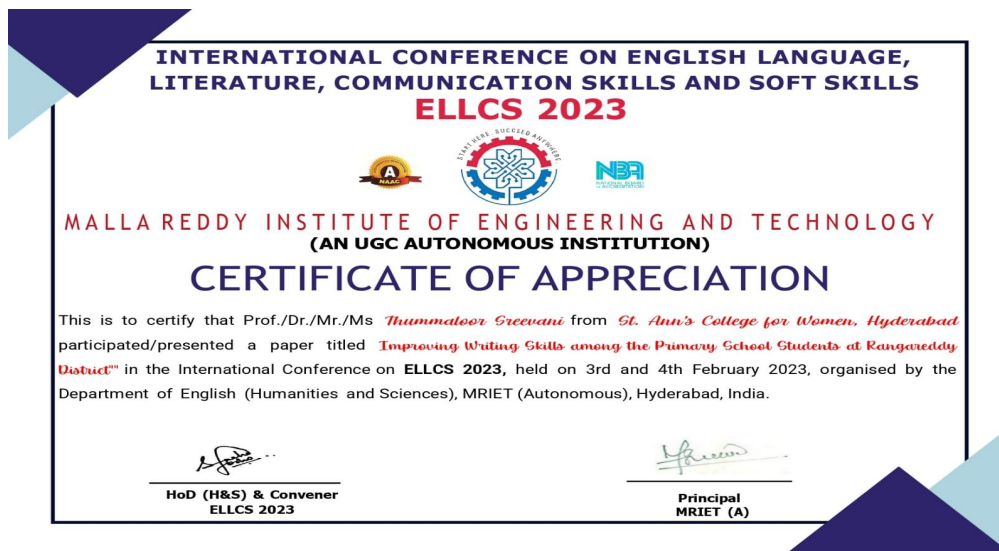 INTERNATIONAL CONFERENCE ON ENGLISH LANGUAGE,
LITERATURE, COMMUNICATION SKILLS AND SOFT SKILLS
ELLCS 2023
START HERE. SUCCEED ANYWHERE
A
NAAC
NBA
NATIONAL BOARD
of ACCREDITATION
MALLA REDDY INSTITUTE OF ENGINEERING AND TECHNOLOGY
(AN UGC AUTONOMOUS INSTITUTION)
CERTIFICATE OF APPRECIATION
This is to certify that Prof./Dr./Mr./Ms Thummaloor Sreevani from St. Ann's College for Women, Hyderabad
participated/presented a paper titled Improving Writing Skills among the Primary School Students at Rangareddy
District"" in the International Conference on ELLCS 2023, held on 3rd and 4th February 2023, organised by the
Department of English (Humanities and Sciences), MRIET (Autonomous), Hyderabad, India.
HoD (H&S) & Convener
ELLCS 2023
Principal
MRIET (A)